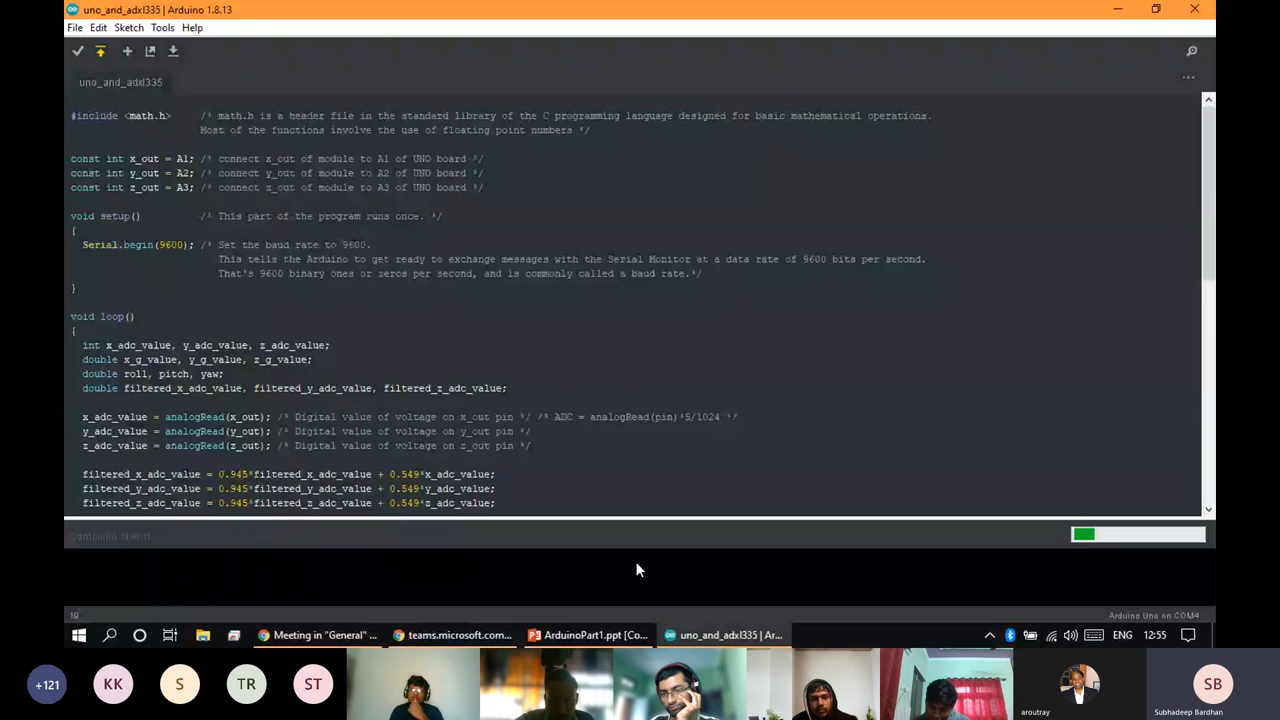 uno_and_adxl335 | Arduino 1.8.13
File Edit Sketch Tools Help
uno_and_adxl335
#include <math.h> /* math.h is a header file in the standard library of the C programming language designed for basic mathematical operations.
Most of the functions involve the use of floating point numbers */
const int x_out = A1; /* connect x_out of module to A1 of UNO board */
const int y_out = A2; /* connect y_out of module to A2 of UNO board */
const int z_out = A3; /* connect z_out of module to A3 of UNO board */
void setup() /* This part of the program runs once. */
{
Serial.begin(9600); /* Set the baud rate to 9600.
This tells the Arduino to get ready to exchange messages with the Serial Monitor at a data rate of 9600 bits per second.
That's 9600 binary ones or zeros per second, and is commonly called a baud rate.*/
}
void loop()
{
int x_adc_value, y_adc_value, z_adc_value;
double x_g_value, y_g_value, z_g_value;
double roll, pitch, yaw;
double filtered_x_adc_value, filtered_y_adc_value, filtered_z_adc_value;
x_adc_value = analogRead(x_out); /* Digital value of voltage on x_out pin */ /* ADC = analogRead(pin)*5/1024 */
y_adc_value = analogRead(y_out); /* Digital value of voltage on y_out pin */
z_adc_value = analogRead(z_out); /* Digital value of voltage on z_out pin */
filtered_x_adc_value = 0.945*filtered_x_adc_value + 0.549*x_adc_value;
filtered_y_adc_value = 0.945*filtered_y_adc_value + 0.549*y_adc_value;
filtered_z_adc_value = 0.945*filtered_z_adc_value + 0.549*z_adc_value;
Compiling sketch
19 Arduino Uno on COM4
Meeting in "General" ... teams.microsoft.com... ArduinoPart1.ppt [Co... uno_and_adxl335 | Ar... ENG 12:55
+121 KK S TR ST aroutray SB
Subhadeep Bardhan